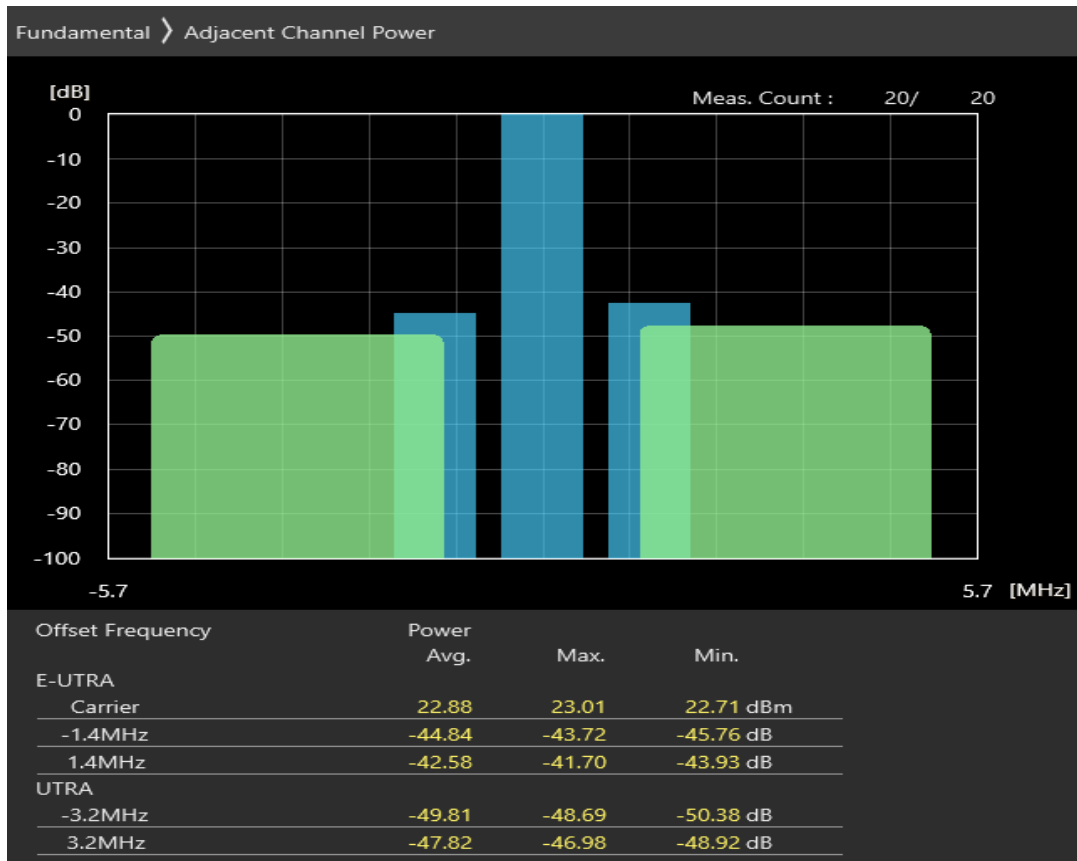 Fundamental 〉 Adjacent Channel Power
[dB]
Meas. Count : 20/ 20
0
-10
-20
-30
-40
-50
-60
-70
-80
-90
-100
-5.7 5.7 [MHz]
Offset Frequency Power
Avg. Max. Min.
E-UTRA
Carrier 22.88 23.01 22.71 dBm
-1.4MHz -44.84 -43.72 -45.76 dB
1.4MHz -42.58 -41.70 -43.93 dB
UTRA
-3.2MHz -49.81 -48.69 -50.38 dB
3.2MHz -47.82 -46.98 -48.92 dB